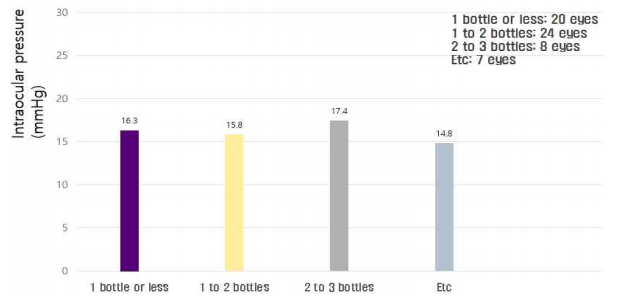 Intraocular pressure
(mmHg)
30
25
20
15
10
5
0
1 bottle or less: 20 eyes
1 to 2 bottles: 24 eyes
2 to 3 bottles: 8 eyes
Etc: 7 eyes
16.3
15.8
17.4
14.8
1 bottle or less
1 to 2 bottles
2 to 3 bottles
Etc